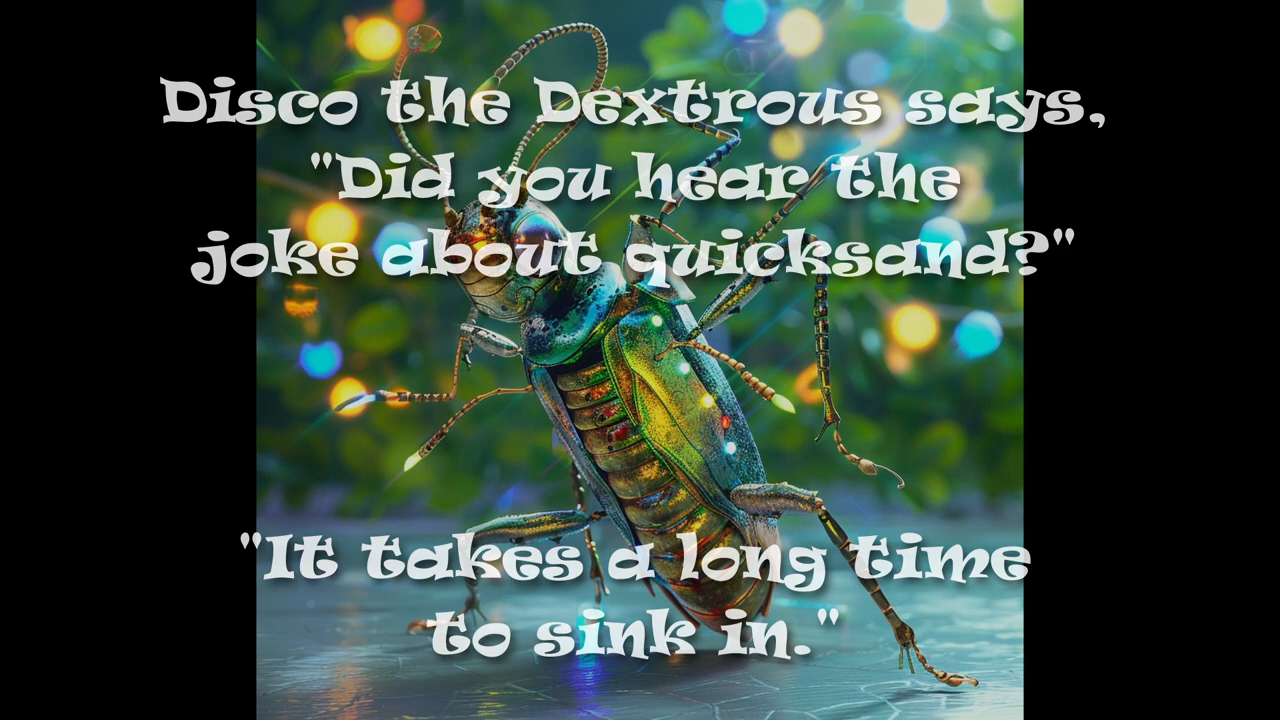 Disco the Dextrous says,
"Did you hear the
joke about quicksand?"
"It takes a long time
to sink in."